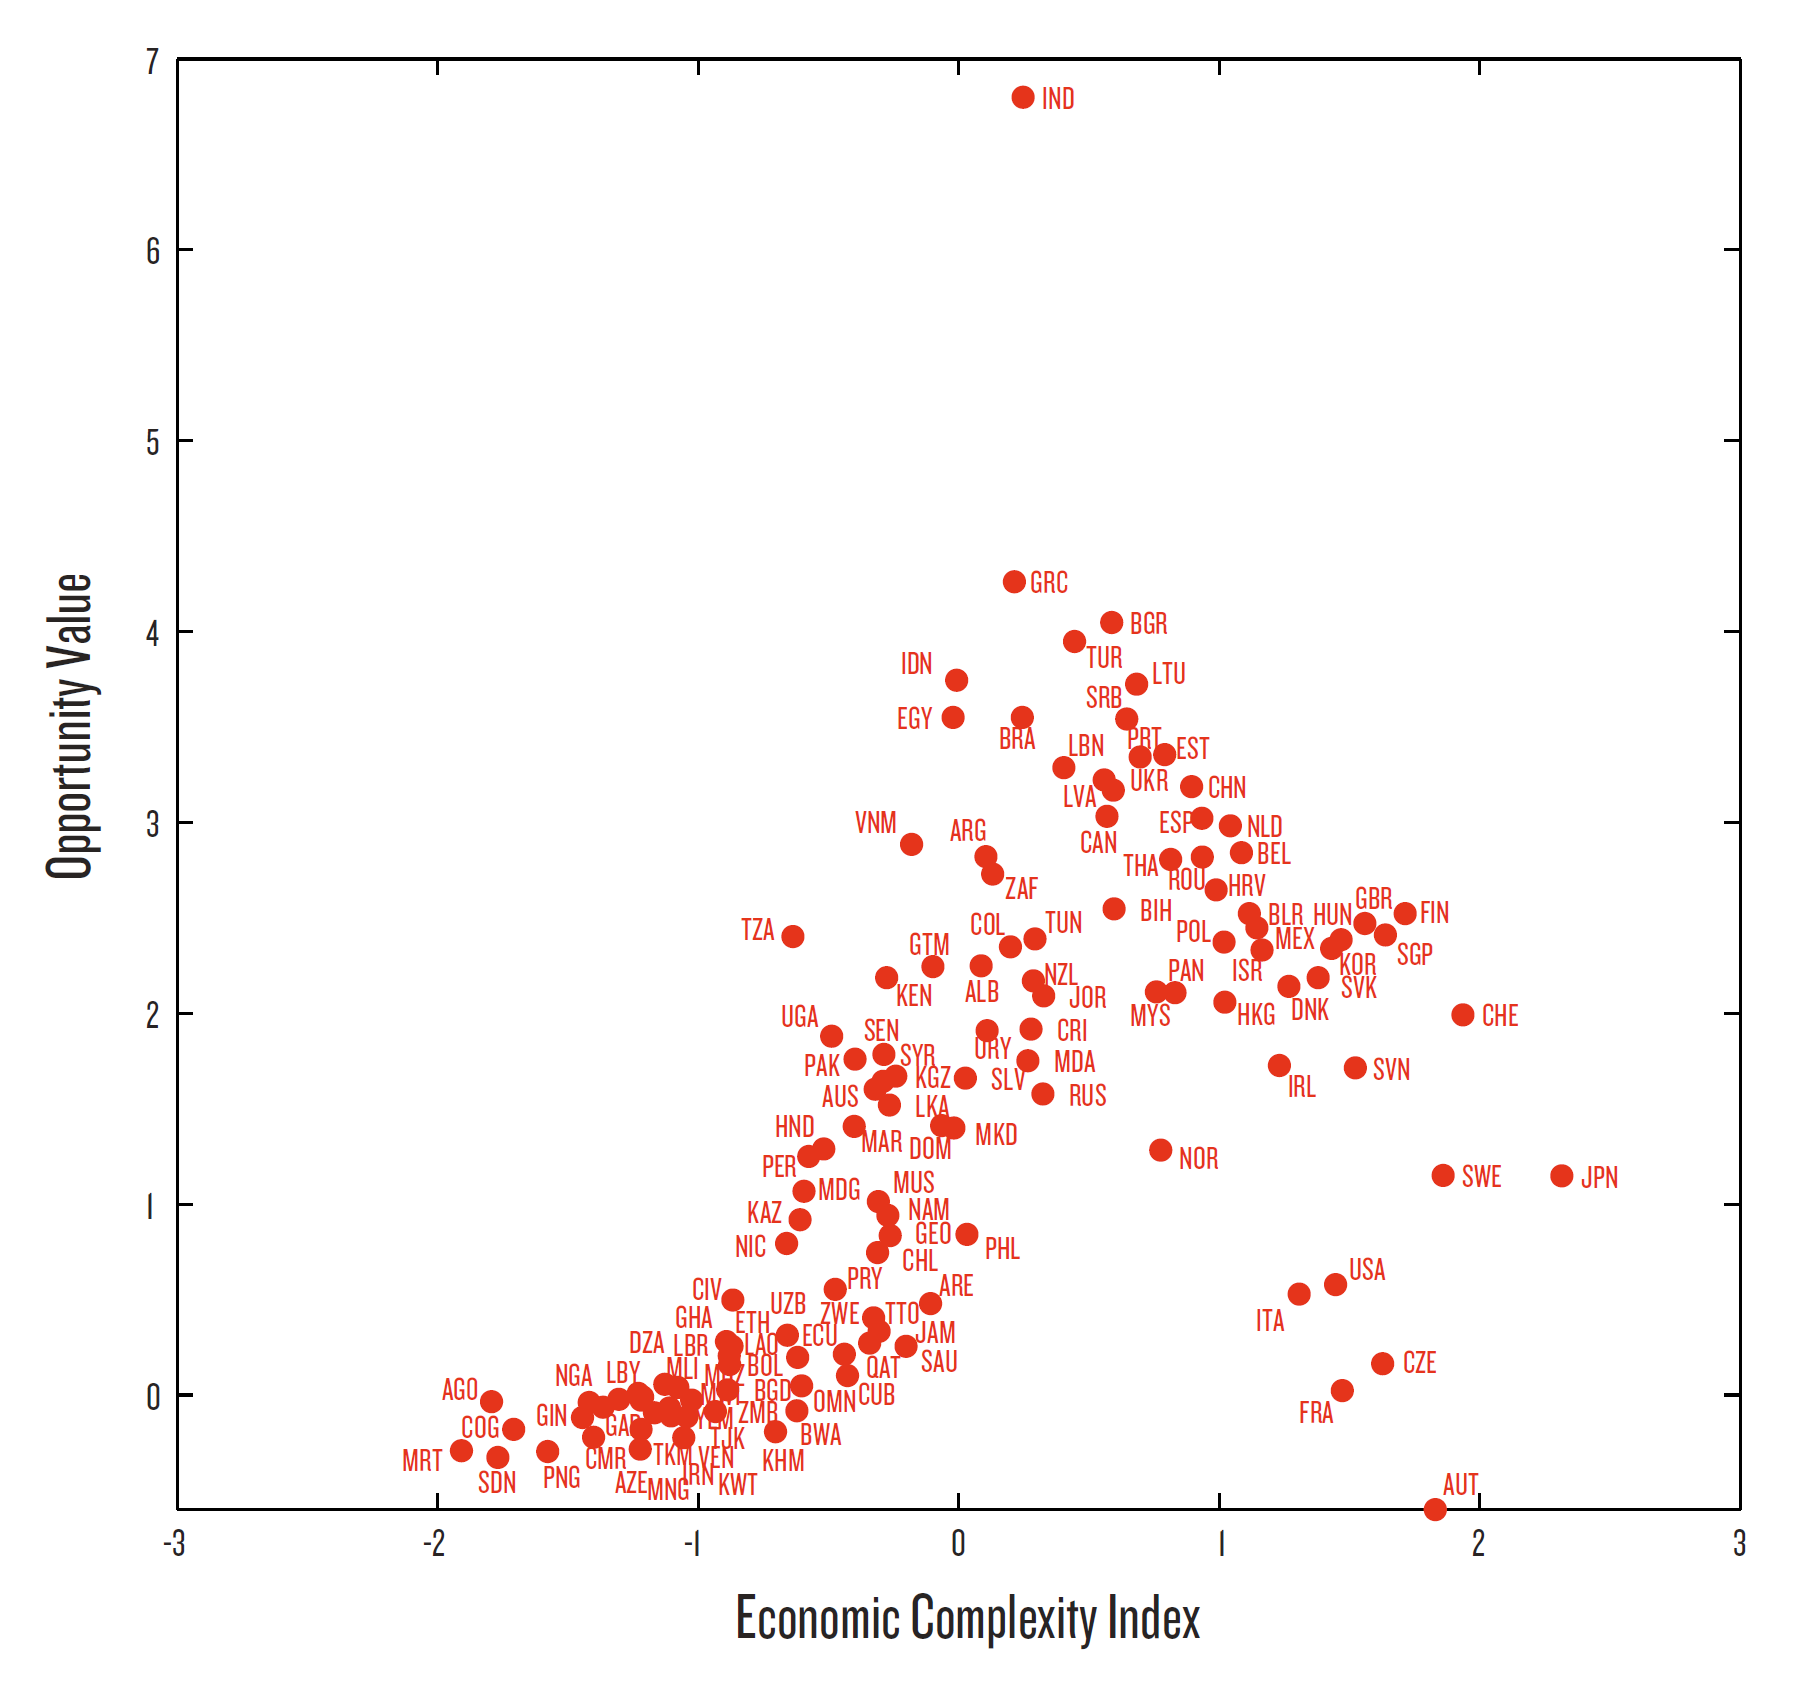 7
IND
6
5
Opportunity Value
GRC
4
BGR
TUR
IDN
LTU
SRB
EGY
BRA
PRT
LBN
EST
UKR
CHN
LVA
3
VNM
ESP
NLD
ARG
CAN
BEL
THA
ROU
HRV
ZAF
GBR
BIH
FIN
BLR
HUN
COL
TUN
TZA
POL
MEX
GTM
SGP
KOR
PAN
ISR
NZL
SVK
ALB
KEN
JOR
DNK
2
UGA
MYS
HKG
CHE
SEN
CRI
URY
SYR
MDA
PAK
SVN
KGZ
SLV
IRL
AUS
RUS
LKA
HND
MKD
MAR
DOM
NOR
PER
SWE
JPN
MUS
MDG
1
KAZ
NAM
GEO
NIC
PHL
CHL
USA
PRY
CIV
ARE
UZB
GHA
ZWE
TTO
ITA
ETH
JAM
ECU
DZA
LBR
LAO
SAU
CZE
BOL
QAT
MLI
LBY
NGA
0
AGO
BGD
CUB
OMN
FRA
ZMB
GIN
COG
BWA
TJK
CMR
TKM
VEN
MRT
KHM
IRN
PNG
SDN
AZE
MNG
KWT
AUT
-3
-2
-1
0
1
2
3
Economic Complexity Index